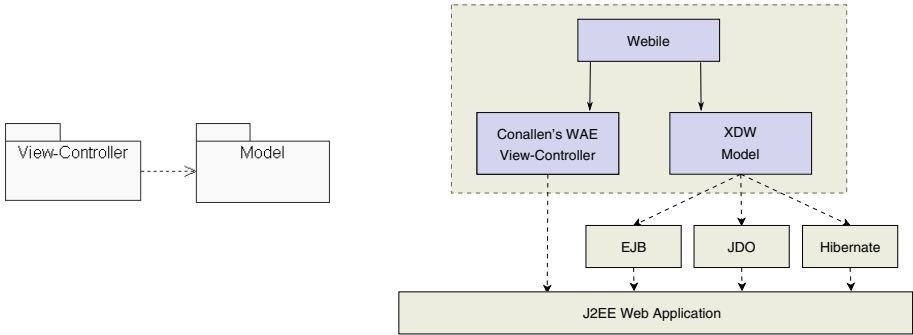 View-Controller
Model
Webile
Conallen's WAE
View-Controller
XDW
Model
EJB
JDO
Hibernate
J2EE Web Application